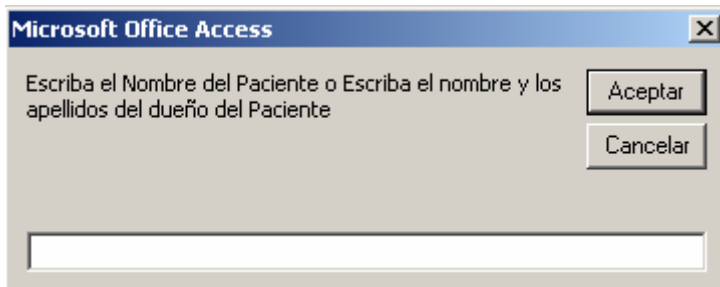 Microsoft Office Access
Escriba el Nombre del Paciente o Escriba el nombre y los
apellidos del dueño del Paciente
Aceptar
Cancelar